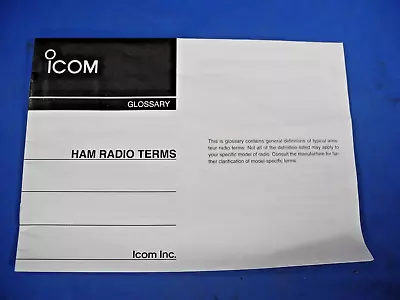 ICOM
GLOSSARY
HAM RADIO TERMS
Icom Inc.
This is glossary contains general definitions of typical ama-
teur radio terms. Not all of the definition listed may apply to
your specific model of radio. Consult the manufacture for fur-
ther clarification of model-specific terms.